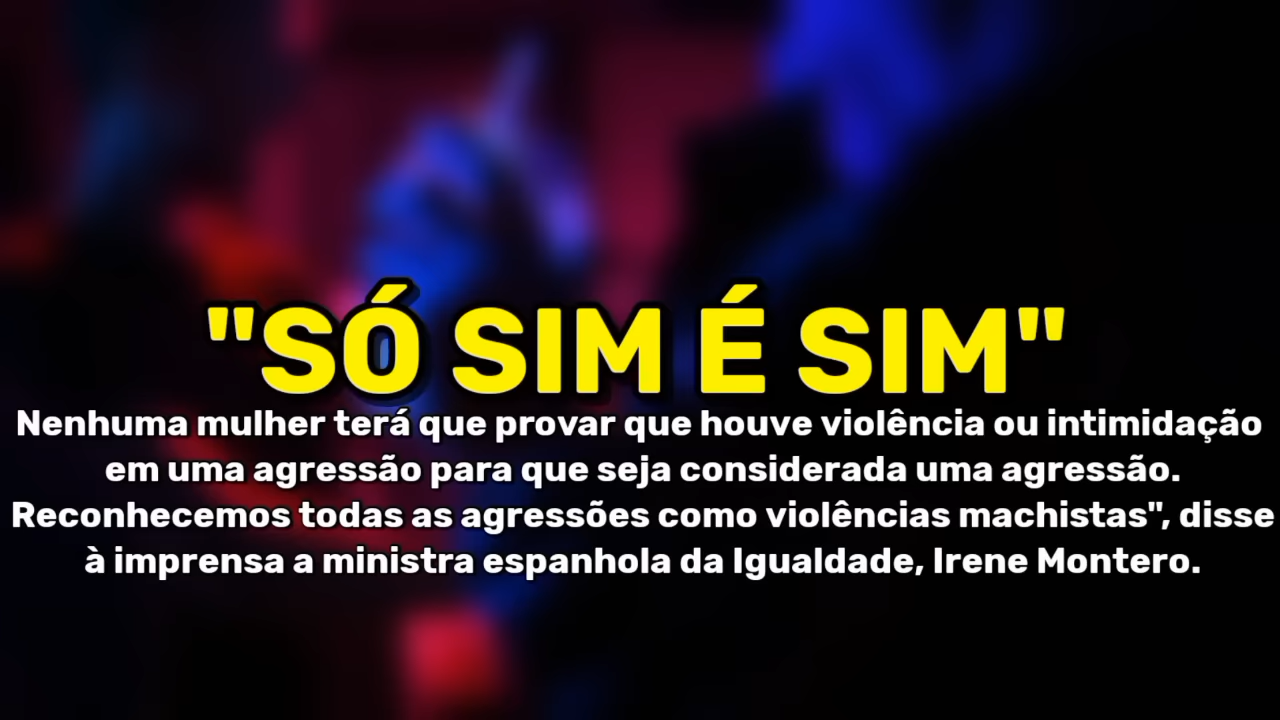 "SÓ SIM É SIM"
Nenhuma mulher terá que provar que houve violência ou intimidação
em uma agressão para que seja considerada uma agressão.
Reconhecemos todas as agressões como violências machistas", disse
à imprensa a ministra espanhola da Igualdade, Irene Montero.